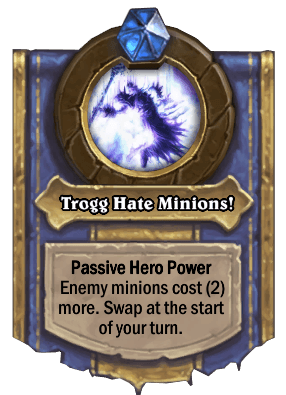 Trogg Hate Minions!
Passive Hero Power
Enemy minions cost (2)
more. Swap at the start
of your turn.